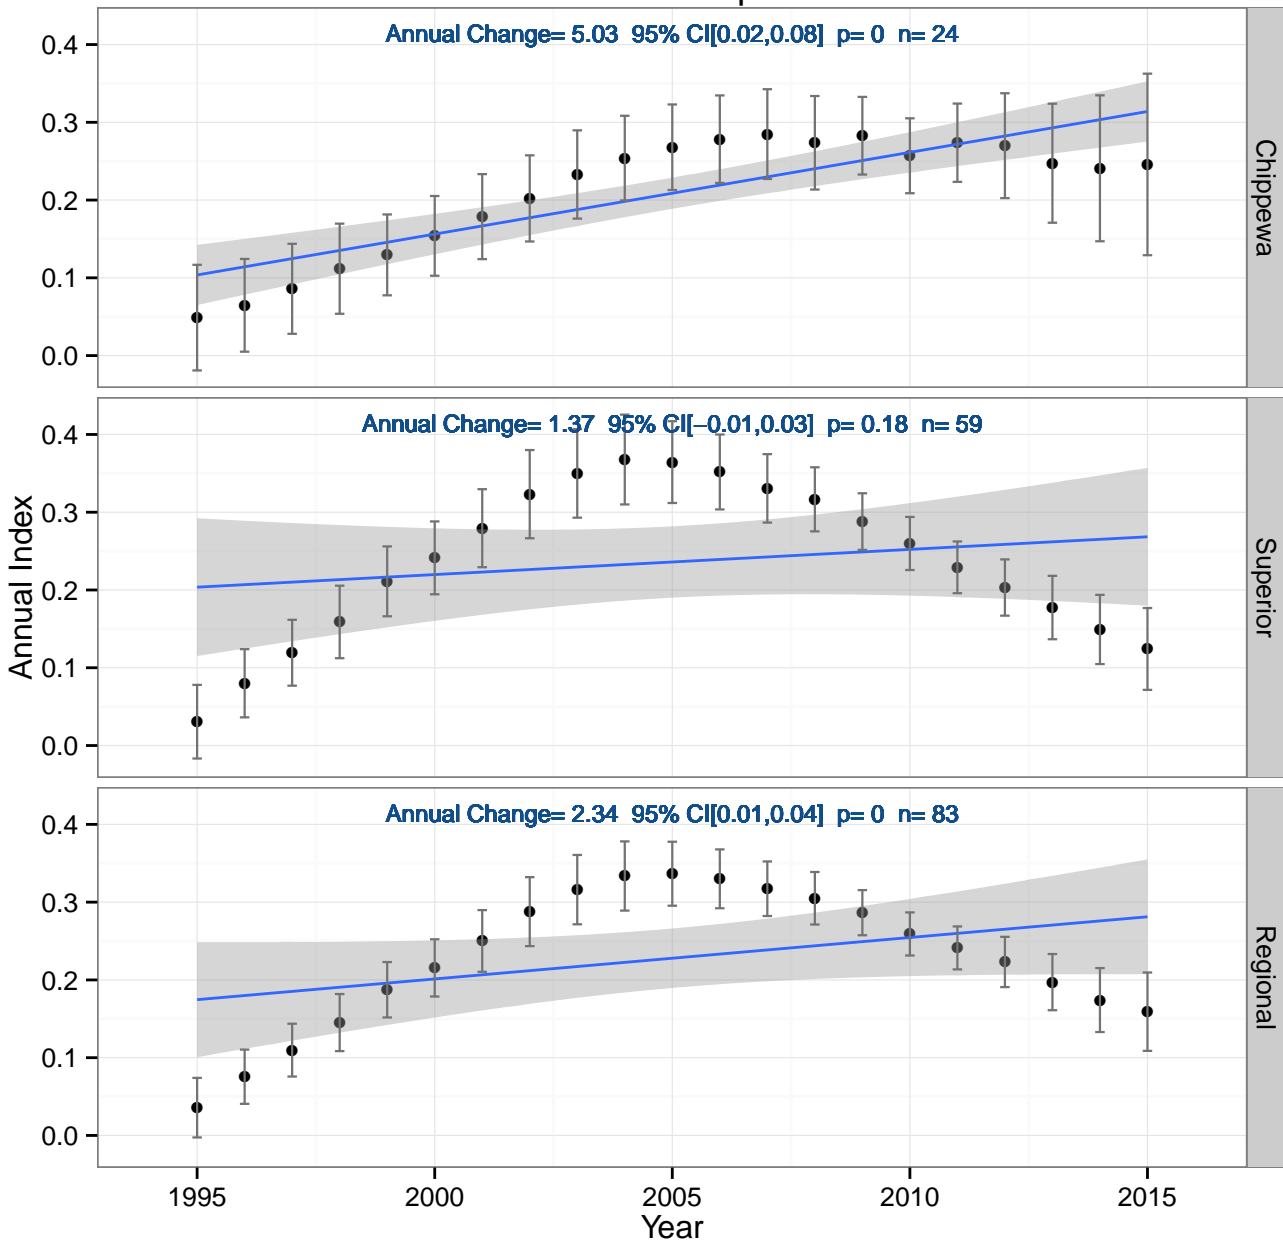 Annual Change= 5.03 95% CI[0.02,0.08] p= 0 n= 24
0.4
0.3
0.2
0.1
0.0
Chippewa
Annual Change= 1.37 95% CI[−0.01,0.03] p= 0.18 n= 59
0.4
0.3
0.2
0.1
0.0
Superior
Annual Index
Annual Change= 2.34 95% CI[0.01,0.04] p= 0 n= 83
0.4
0.3
0.2
0.1
0.0
Regional
1995 2000 2005 2010 2015
Year